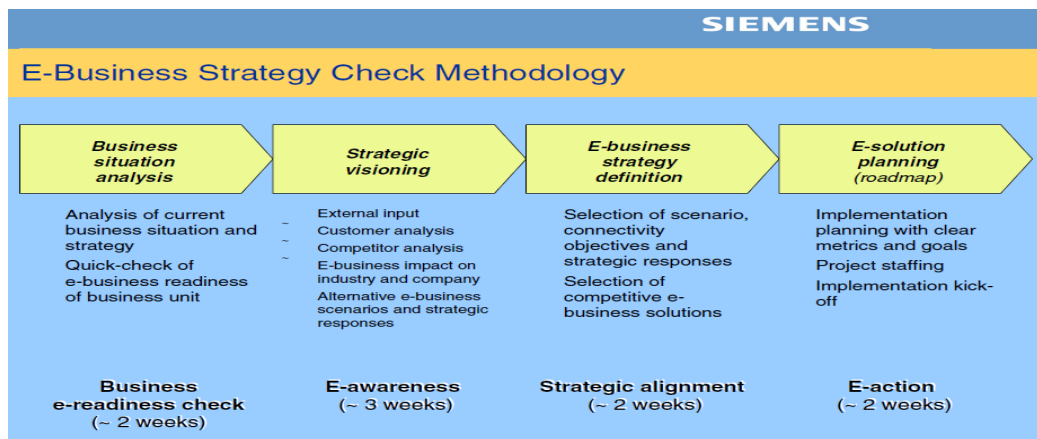 SIEMENS
E-Business Strategy Check Methodology
Business
situation
analysis
Strategic
visioning
E-business
strategy
definition
E-solution
planning
(roadmap)
Analysis of current
business situation and
strategy
Quick-check of
e-business readiness
of business unit
~
~
~
External input
Customer analysis
Competitor analysis
E-business impact on
industry and company
Alternative e-business
scenarios and strategic
responses
Selection of scenario,
connectivity
objectives and
strategic responses
Selection of
competitive e-
business solutions
Implementation
planning with clear
metrics and goals
Project staffing
Implementation kick-
off
Business
e-readiness check
(~ 2 weeks)
E-awareness
(~ 3 weeks)
Strategic alignment
(~ 2 weeks)
E-action
(~ 2 weeks)